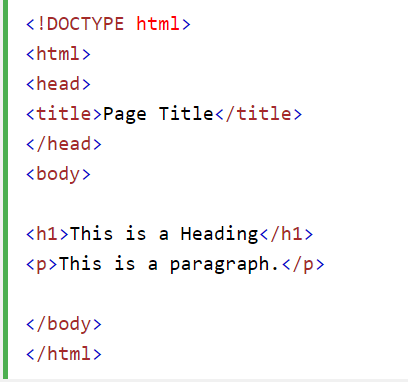 <!DOCTYPE html>
<html>
<head>
<title>Page Title</title>
</head>
<body>
<h1>This is a Heading</h1>
<p>This is a paragraph.</p>
</body>
</html>